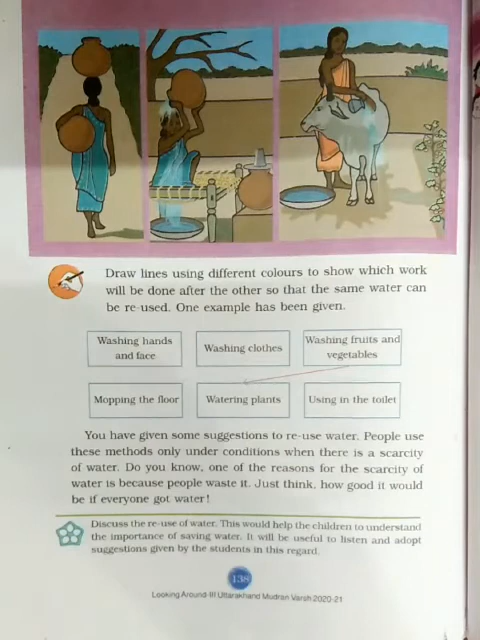 Draw lines using different colours to show which work
will be done after the other so that the same water can
be re-used. One example has been given.
Washing hands
and face
Washing clothes
Washing fruits and
vegetables
Mopping the floor
Watering plants
Using in the toilet
You have given some suggestions to re-use water. People use
these methods only under conditions when there is a scarcity
of water. Do you know, one of the reasons for the scarcity of
water is because people waste it. Just think, how good it would
be if everyone got water!
Discuss the re-use of water. This would help the children to understand
the importance of saving water. It will be useful to listen and adopt
suggestions given by the students in this regard.
138
Looking Around-III Uttarakhand Mudran Varsh 2020-21